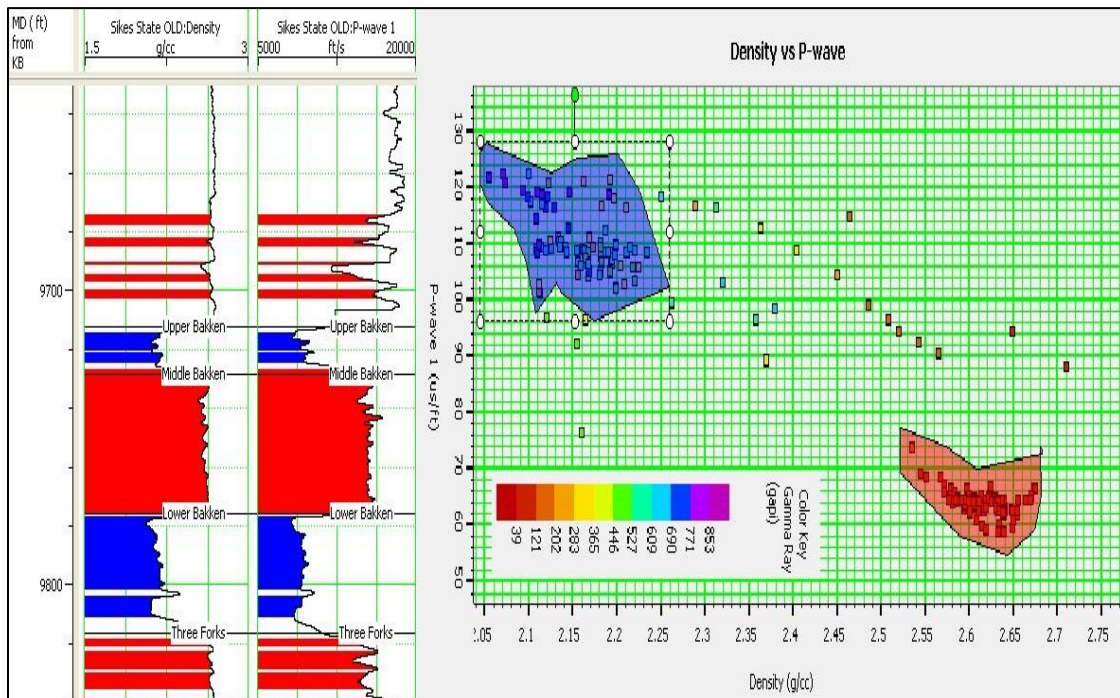 MD ( ft)
from
KB
Sikes State OLD:Density
1.5 g/cc 3
Sikes State OLD:P-wave 1
5000 ft/s 20000
9700
9800
Upper Bakken
Upper Bakken
Middle Bakken
Middle Bakken
Lower Bakken
Lower Bakken
Three Forks
Three Forks
Density vs P-wave
P-wave 1 (us/ft)
130
120
110
100
90
80
70
60
50
Color Key
Gamma Ray
(gapi)
39
121
202
283
365
446
527
609
690
771
853
2.05 2.1 2.15 2.2 2.25 2.3 2.35 2.4 2.45 2.5 2.55 2.6 2.65 2.7
Density (g/cc)